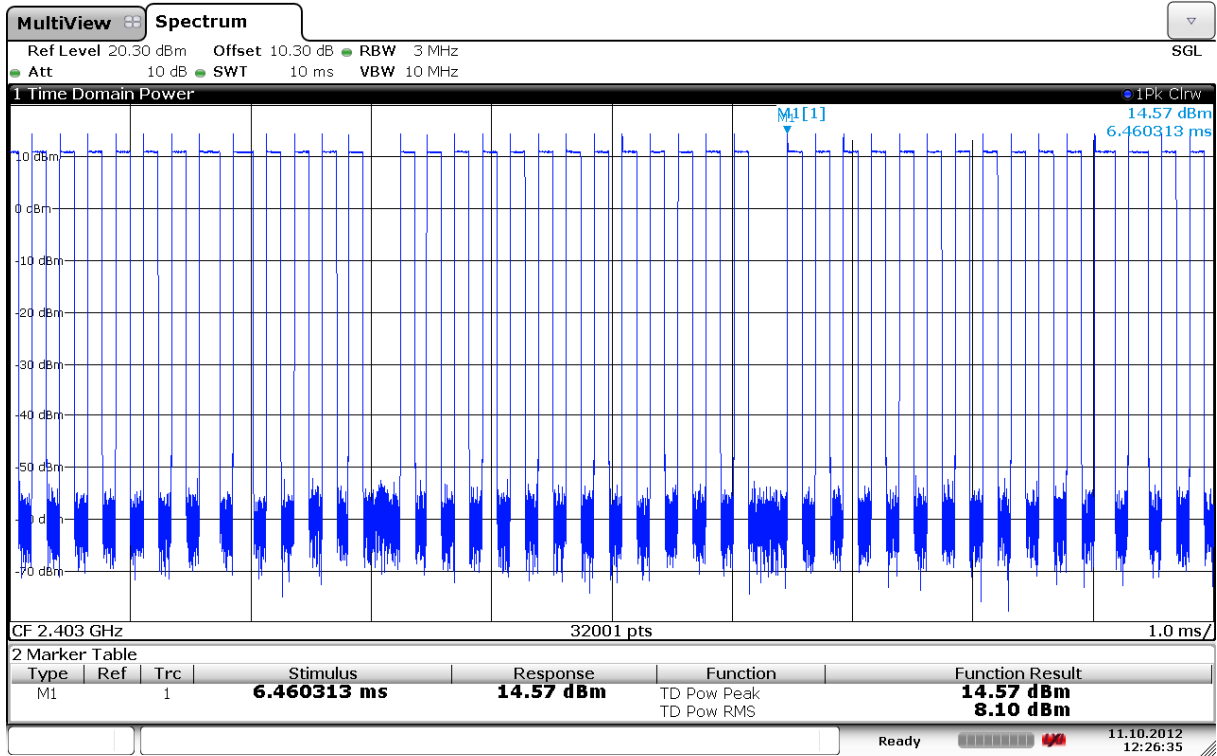 MultiView Spectrum
Ref Level 20.30 dBm Offset 10.30 dB RBW 3 MHz SGL
Att 10 dB SWT 10 ms VBW 10 MHz
1 Time Domain Power 1Pk Clrw
M1[1] 14.57 dBm
M1 6.460313 ms
10 dBm
0 dBm
-10 dBm
-20 dBm
-30 dBm
-40 dBm
-50 dBm
-70 dBm
CF 2.403 GHz 32001 pts 1.0 ms/
2 Marker Table
Type Ref Trc Stimulus Response Function Function Result
M1 1 6.460313 ms 14.57 dBm TD Pow Peak 14.57 dBm
TD Pow RMS 8.10 dBm
Ready 11.10.2012
12:26:35